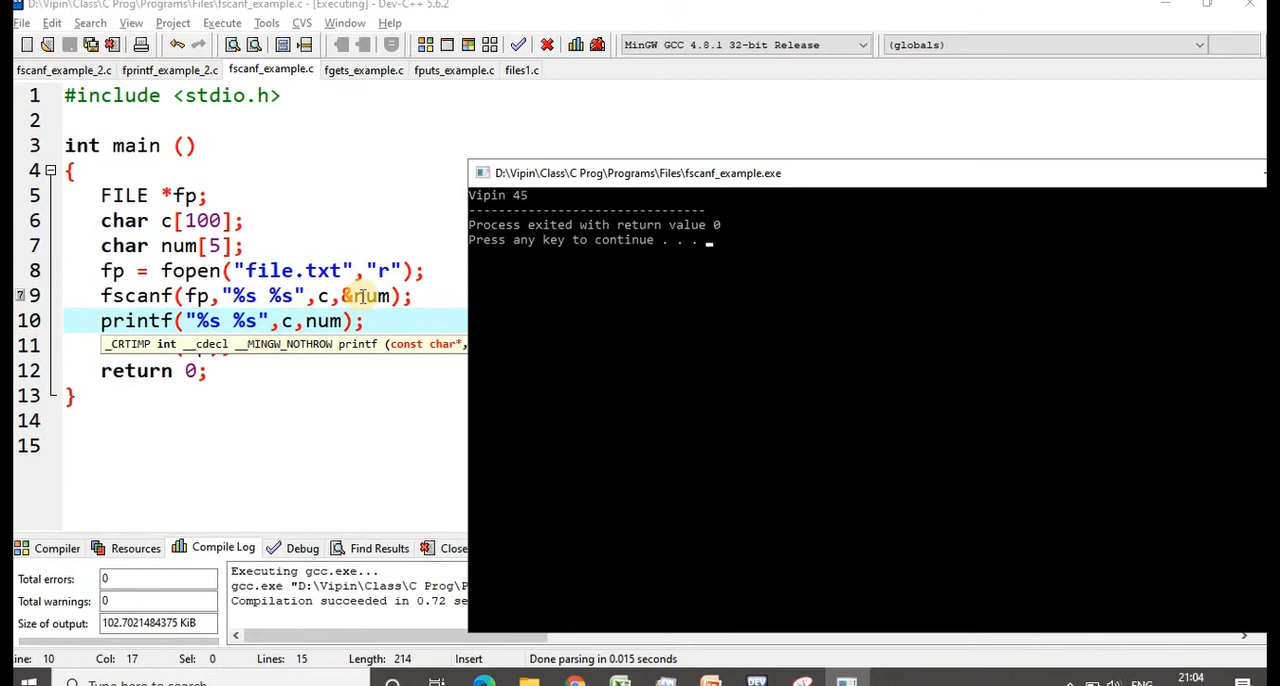 D:\Vipin\Class\C Prog\Programs\Files\fscanf_example.c - [Executing] - Dev-C++ 5.6.2
File Edit Search View Project Execute Tools CVS Window Help
MinGW GCC 4.8.1 32-bit Release (globals)
fscanf_example_2.c fprintf_example_2.c fscanf_example.c fgets_example.c fputs_example.c files1.c
1 #include <stdio.h>
2
3 int main ()
4 {
5 FILE *fp;
6 char c[100];
7 char num[5];
8 fp = fopen("file.txt","r");
9 fscanf(fp,"%s %s",c,&num);
10 printf("%s %s",c,num);
_CRTIMP int __cdecl __MINGW_NOTHROW printf (const char*,
11
12 return 0;
13 }
14
15
D:\Vipin\Class\C Prog\Programs\Files\fscanf_example.exe
Vipin 45
--------------------------------
Process exited with return value 0
Press any key to continue . . .
Compiler Resources Compile Log Debug Find Results Close
Total errors: 0
Total warnings: 0
Size of output: 102.7021484375 KiB
Executing gcc.exe...
gcc.exe "D:\Vipin\Class\C Prog\P
Compilation succeeded in 0.72 se
Line: 10 Col: 17 Sel: 0 Lines: 15 Length: 214 Insert Done parsing in 0.015 seconds
Type here to search
DEV
ENG
21:04